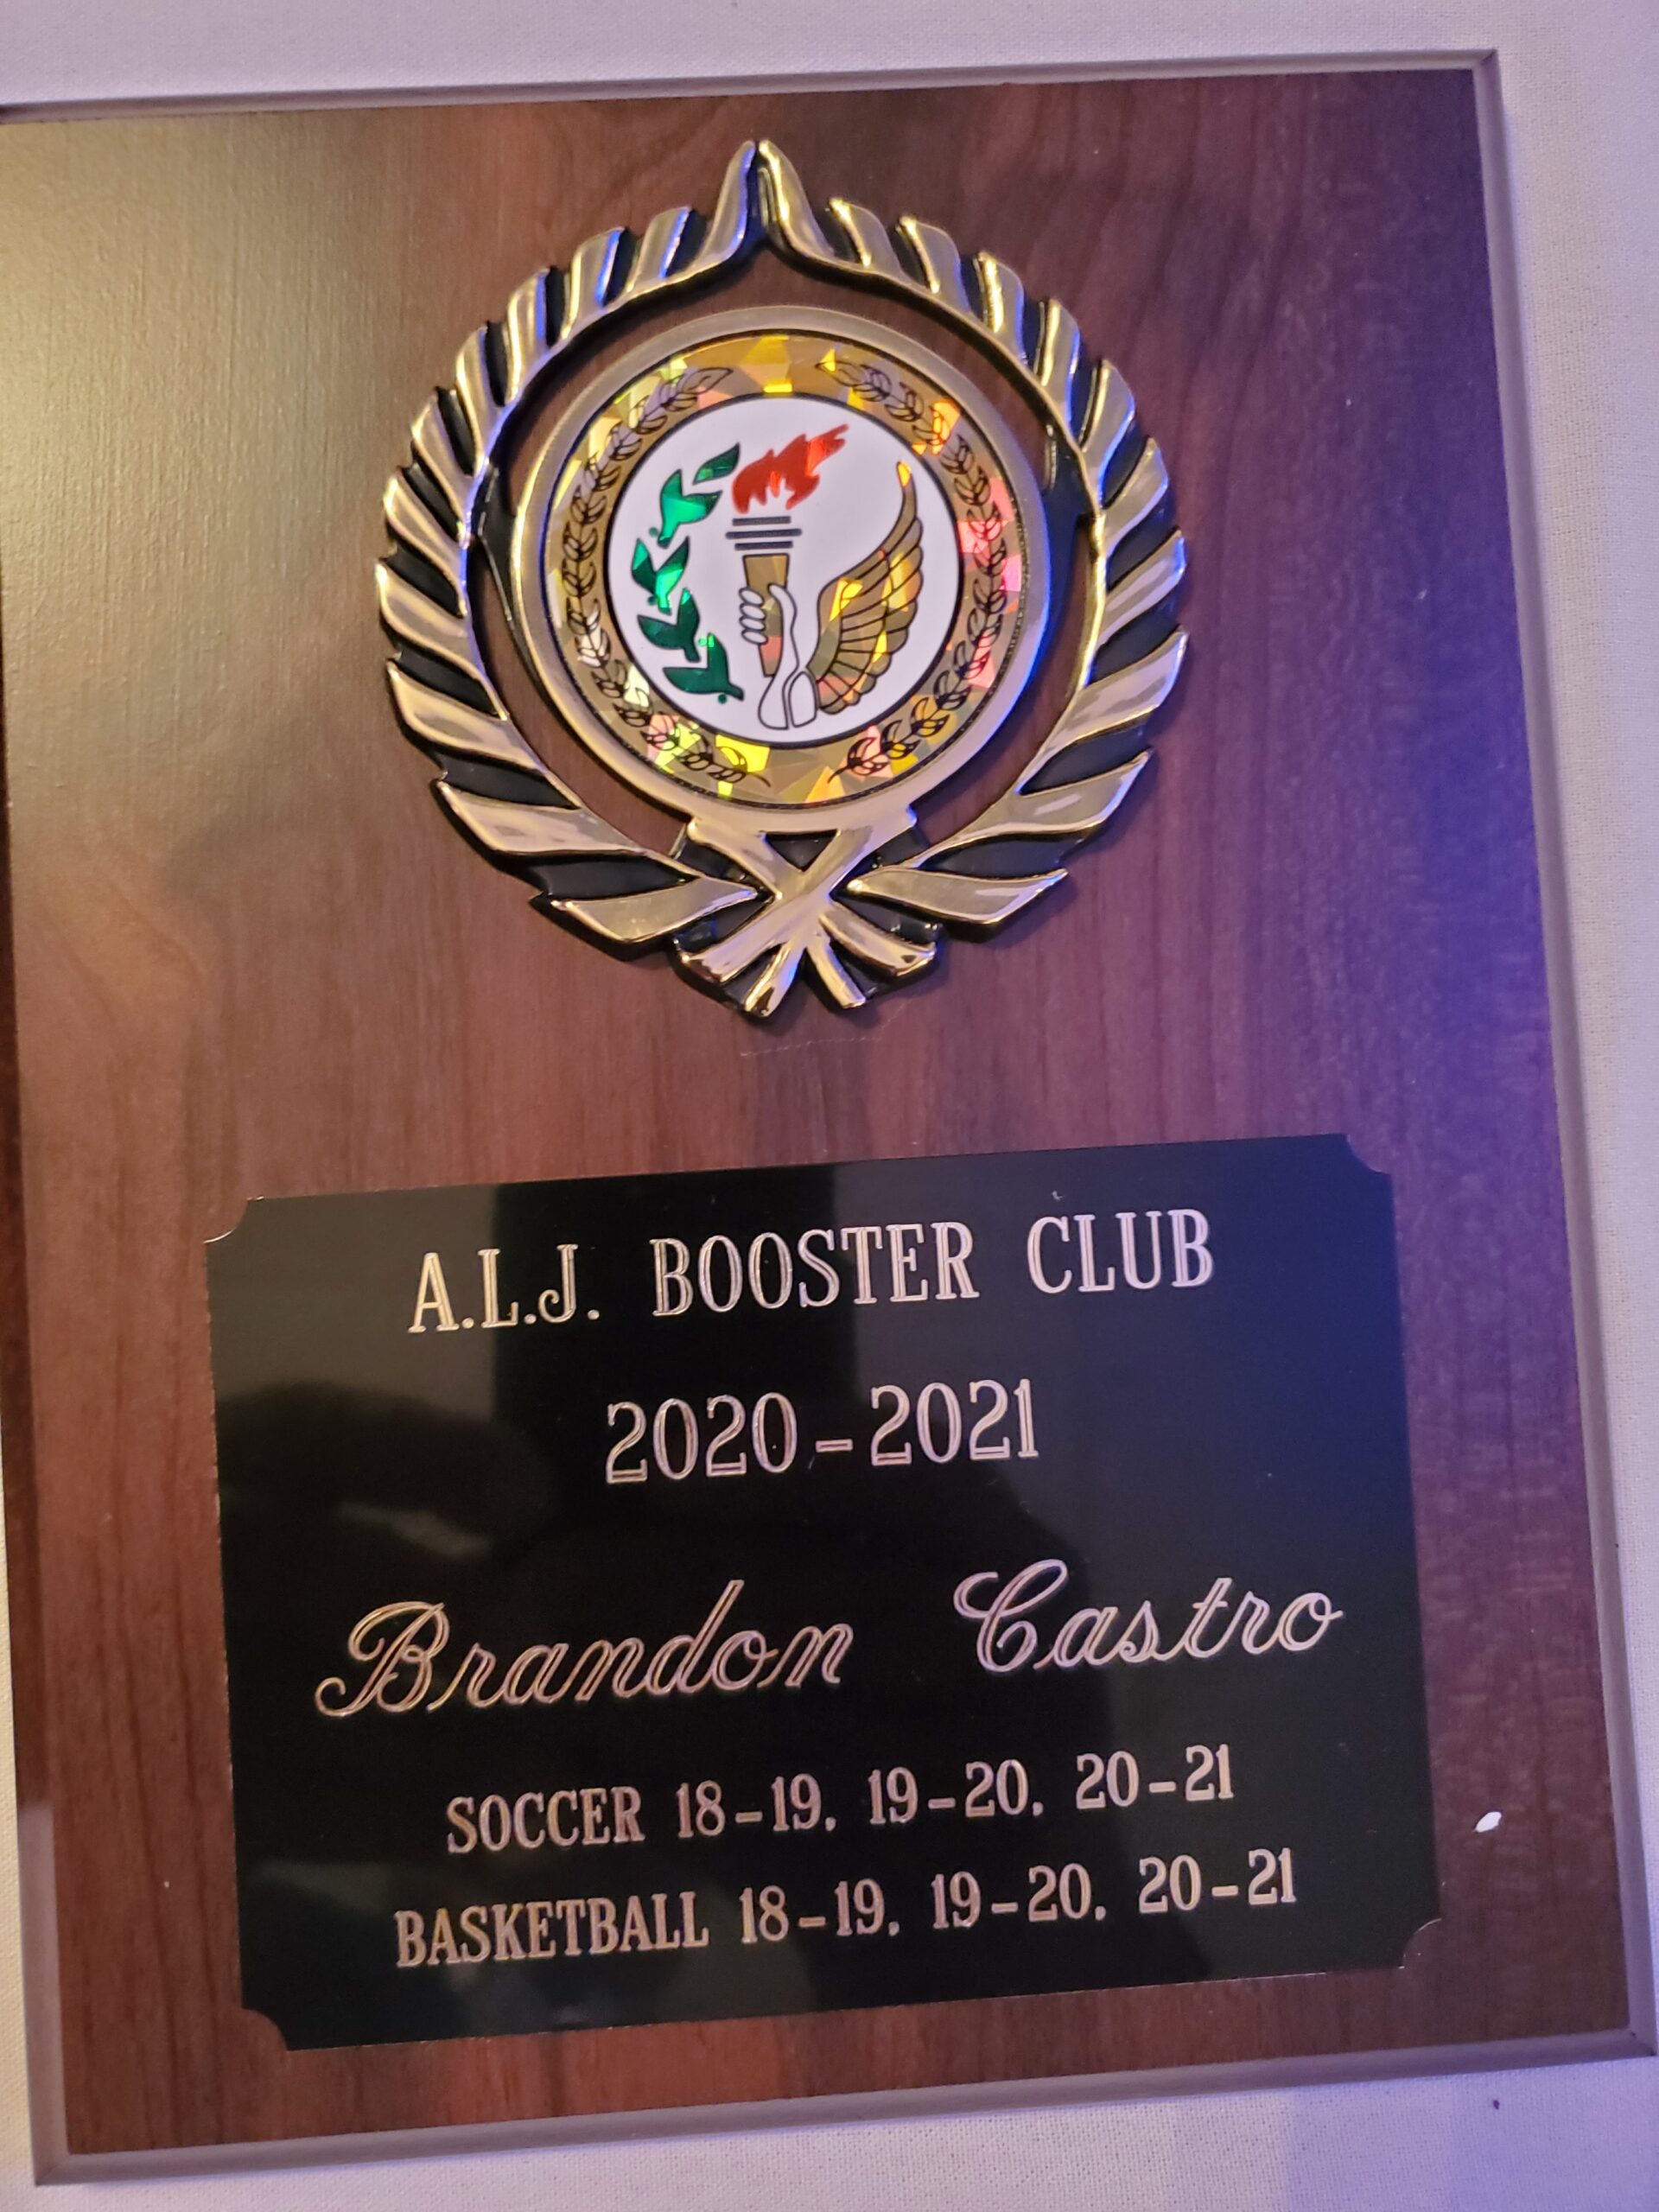 A.L.J. BOOSTER CLUB
2020-2021
Brandon Castro
SOCCER 18-19, 19-20, 20-21
BASKETBALL 18-19, 19-20, 20-21